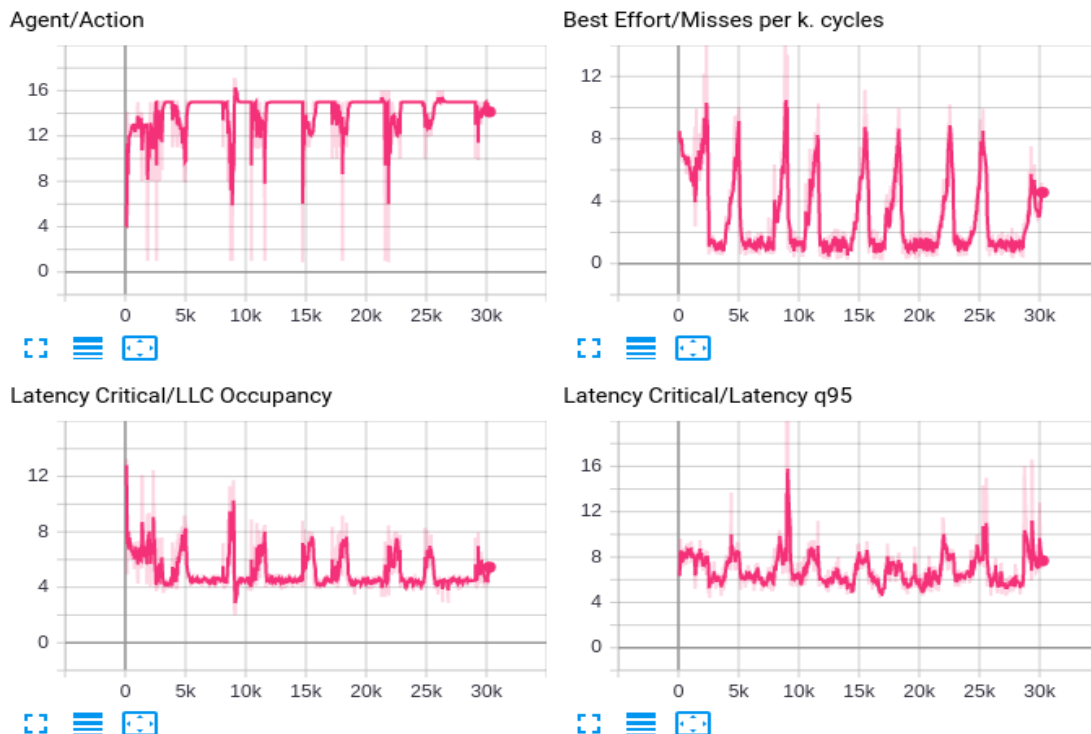 Agent/Action
16
12
8
4
0
0 5k 10k 15k 20k 25k 30k
Best Effort/Misses per k. cycles
12
8
4
0
0 5k 10k 15k 20k 25k 30k
Latency Critical/LLC Occupancy
12
8
4
0
0 5k 10k 15k 20k 25k 30k
Latency Critical/Latency q95
16
12
8
4
0
0 5k 10k 15k 20k 25k 30k